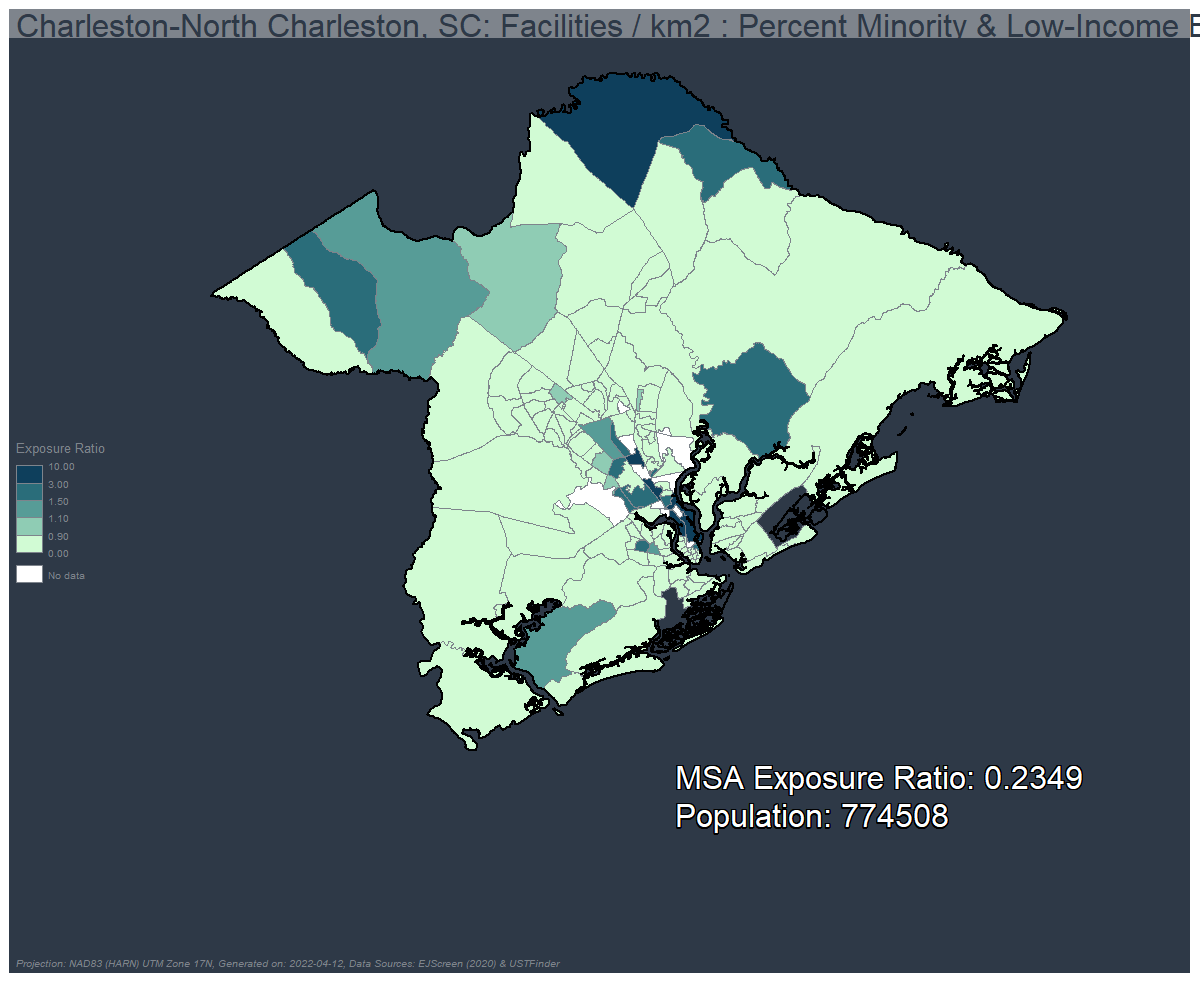 Charleston-North Charleston, SC: Facilities / km2 : Percent Minority & Low-Income E
Exposure Ratio
10.00
3.00
1.50
1.10
0.90
0.00
No data
MSA Exposure Ratio: 0.2349
Population: 774508
Projection: NAD83 (HARN) UTM Zone 17N, Generated on: 2022-04-12, Data Sources: EJScreen (2020) & USTFinder